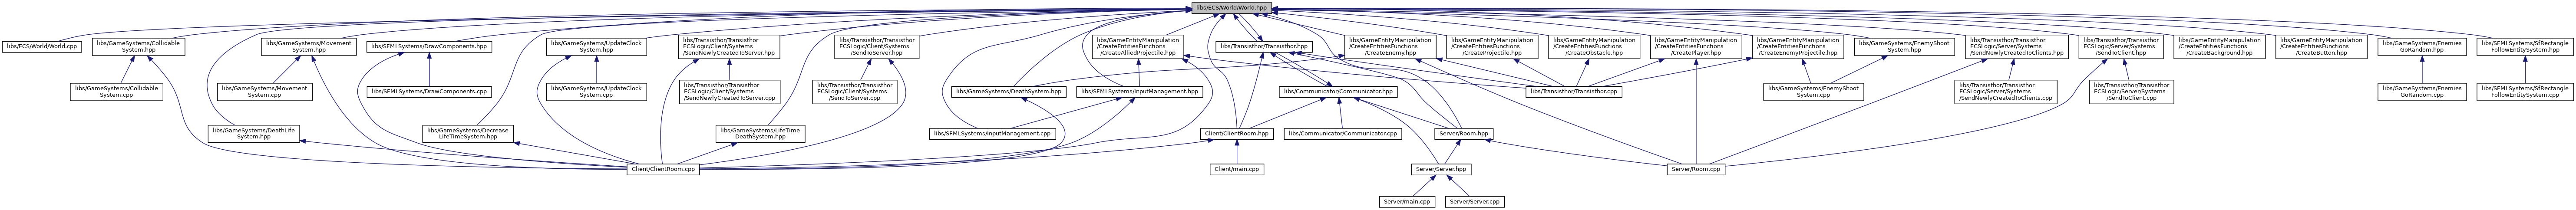 libs/ECS/World/World.hpp
libs/ECS/World/World.cpp
libs/GameSystems/Collidable
System.hpp
libs/GameSystems/Movement
System.hpp
libs/SFMLSystems/DrawComponents.hpp
libs/GameSystems/UpdateClock
System.hpp
libs/Transisthor/Transisthor
ECSLogic/Client/Systems
/SendNewlyCreatedToServer.hpp
libs/Transisthor/Transisthor
ECSLogic/Client/Systems
/SendToServer.hpp
libs/GameEntityManipulation
/CreateEntitiesFunctions
/CreateAlliedProjectile.hpp
libs/Transisthor/Transisthor.hpp
libs/GameEntityManipulation
/CreateEntitiesFunctions
/CreateEnemy.hpp
libs/GameEntityManipulation
/CreateEntitiesFunctions
/CreateProjectile.hpp
libs/GameEntityManipulation
/CreateEntitiesFunctions
/CreateObstacle.hpp
libs/GameEntityManipulation
/CreateEntitiesFunctions
/CreatePlayer.hpp
libs/GameEntityManipulation
/CreateEntitiesFunctions
/CreateEnemyProjectile.hpp
libs/GameSystems/EnemyShoot
System.hpp
libs/Transisthor/Transisthor
ECSLogic/Server/Systems
/SendNewlyCreatedToClients.hpp
libs/Transisthor/Transisthor
ECSLogic/Server/Systems
/SendToClient.hpp
libs/GameEntityManipulation
/CreateEntitiesFunctions
/CreateBackground.hpp
libs/GameEntityManipulation
/CreateEntitiesFunctions
/CreateButton.hpp
libs/GameSystems/Enemies
GoRandom.hpp
libs/SFMLSystems/SfRectangle
FollowEntitySystem.hpp
libs/GameSystems/Collidable
System.cpp
libs/GameSystems/Movement
System.cpp
libs/SFMLSystems/DrawComponents.cpp
libs/GameSystems/UpdateClock
System.cpp
libs/Transisthor/Transisthor
ECSLogic/Client/Systems
/SendNewlyCreatedToServer.cpp
libs/Transisthor/Transisthor
ECSLogic/Client/Systems
/SendToServer.cpp
libs/GameSystems/DeathSystem.hpp
libs/SFMLSystems/InputManagement.hpp
libs/Communicator/Communicator.hpp
libs/Transisthor/Transisthor.cpp
libs/GameSystems/EnemyShoot
System.cpp
libs/Transisthor/Transisthor
ECSLogic/Server/Systems
/SendNewlyCreatedToClients.cpp
libs/Transisthor/Transisthor
ECSLogic/Server/Systems
/SendToClient.cpp
libs/GameSystems/Enemies
GoRandom.cpp
libs/SFMLSystems/SfRectangle
FollowEntitySystem.cpp
libs/GameSystems/DeathLife
System.hpp
libs/GameSystems/Decrease
LifeTimeSystem.hpp
libs/GameSystems/LifeTime
DeathSystem.hpp
libs/SFMLSystems/InputManagement.cpp
Client/ClientRoom.hpp
libs/Communicator/Communicator.cpp
Server/Room.hpp
Client/ClientRoom.cpp
Client/main.cpp
Server/Server.hpp
Server/Room.cpp
Server/main.cpp
Server/Server.cpp